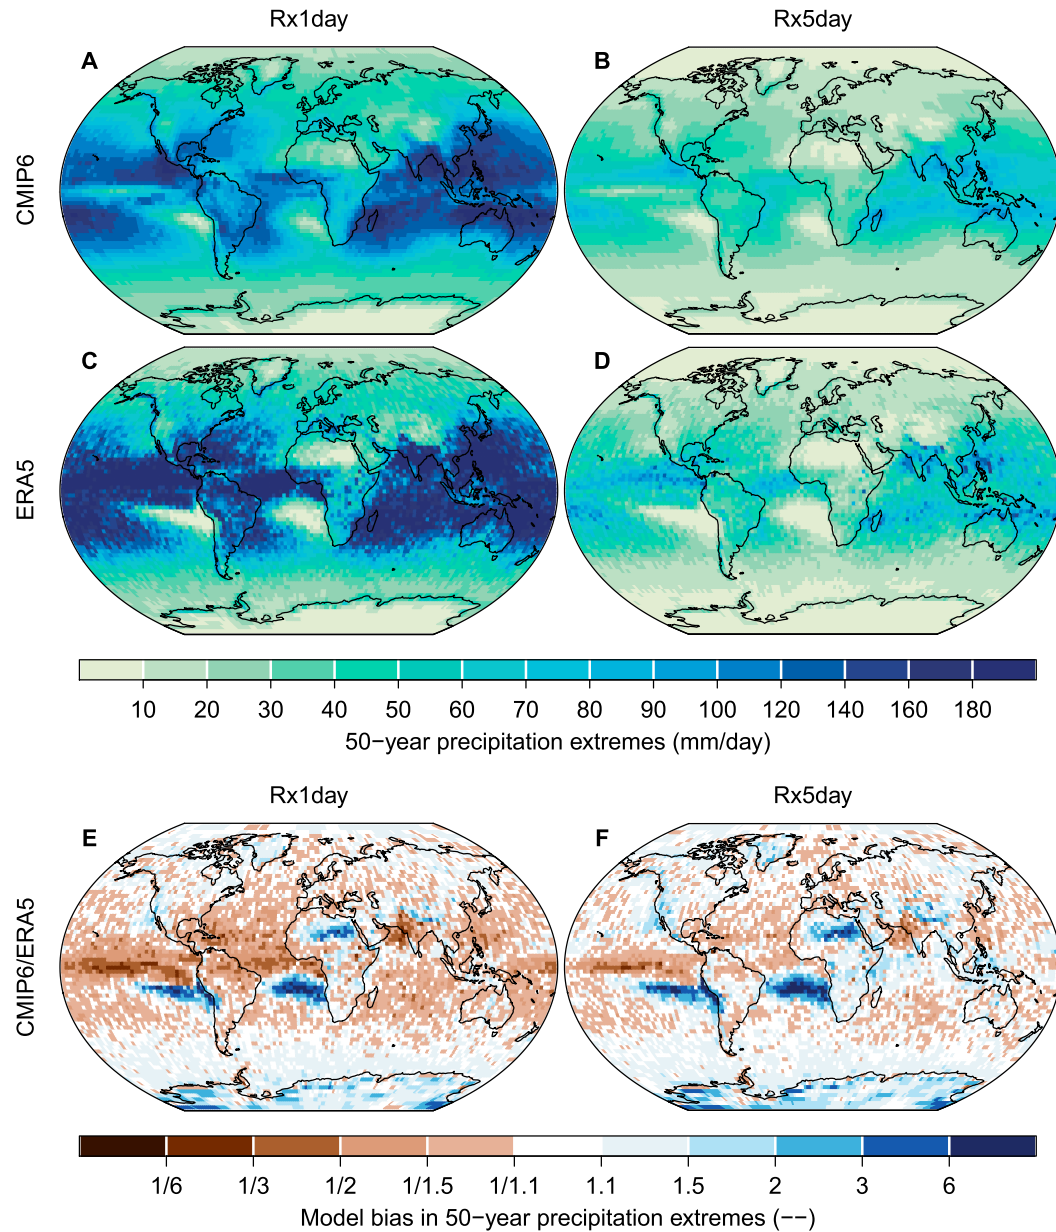 Rx1day Rx5day
A B
CMIP6
C D
ERA5
10 20 30 40 50 60 70 80 90 100 120 140 160 180
50−year precipitation extremes (mm/day)
Rx1day Rx5day
E F
CMIP6/ERA5
1/6 1/3 1/2 1/1.5 1/1.1 1.1 1.5 2 3 6
Model bias in 50−year precipitation extremes (−−)